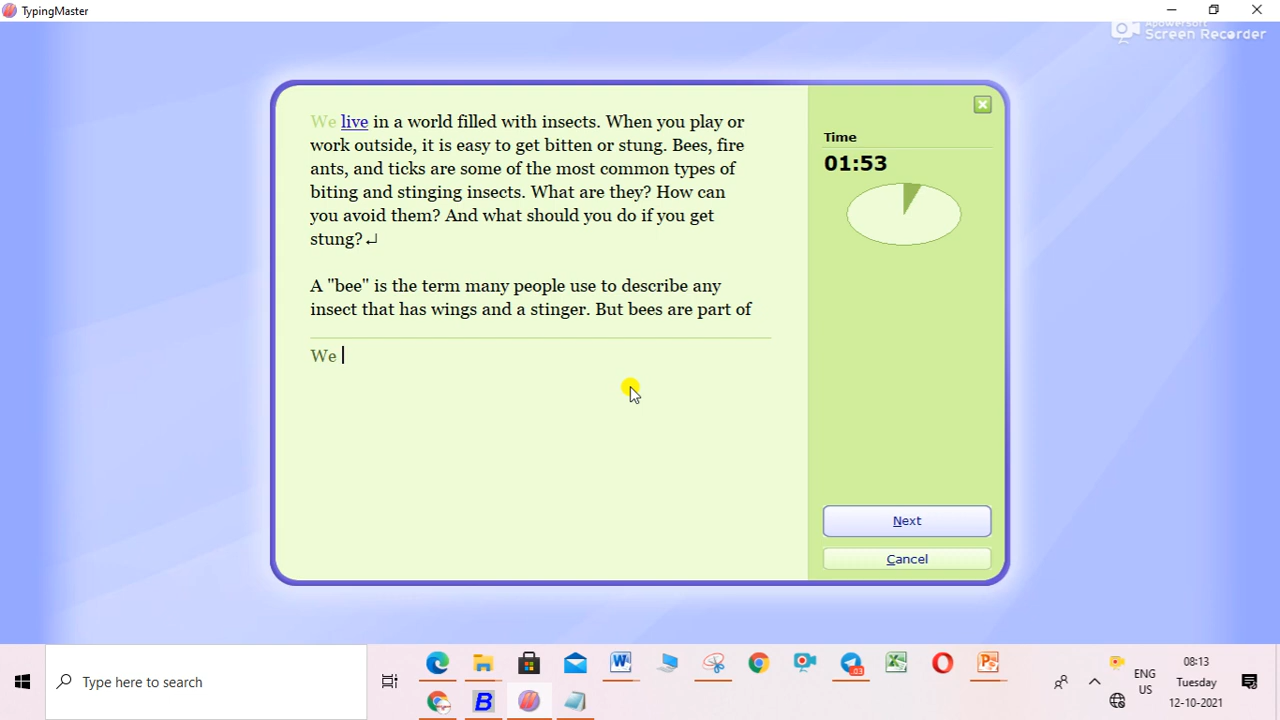 TypingMaster
Apowersoft
Screen Recorder
We live in a world filled with insects. When you play or
work outside, it is easy to get bitten or stung. Bees, fire
ants, and ticks are some of the most common types of
biting and stinging insects. What are they? How can
you avoid them? And what should you do if you get
stung?↵
A "bee" is the term many people use to describe any
insect that has wings and a stinger. But bees are part of
We
Time
01:53
Next
Cancel
Type here to search
ENG
US
08:13
Tuesday
12-10-2021